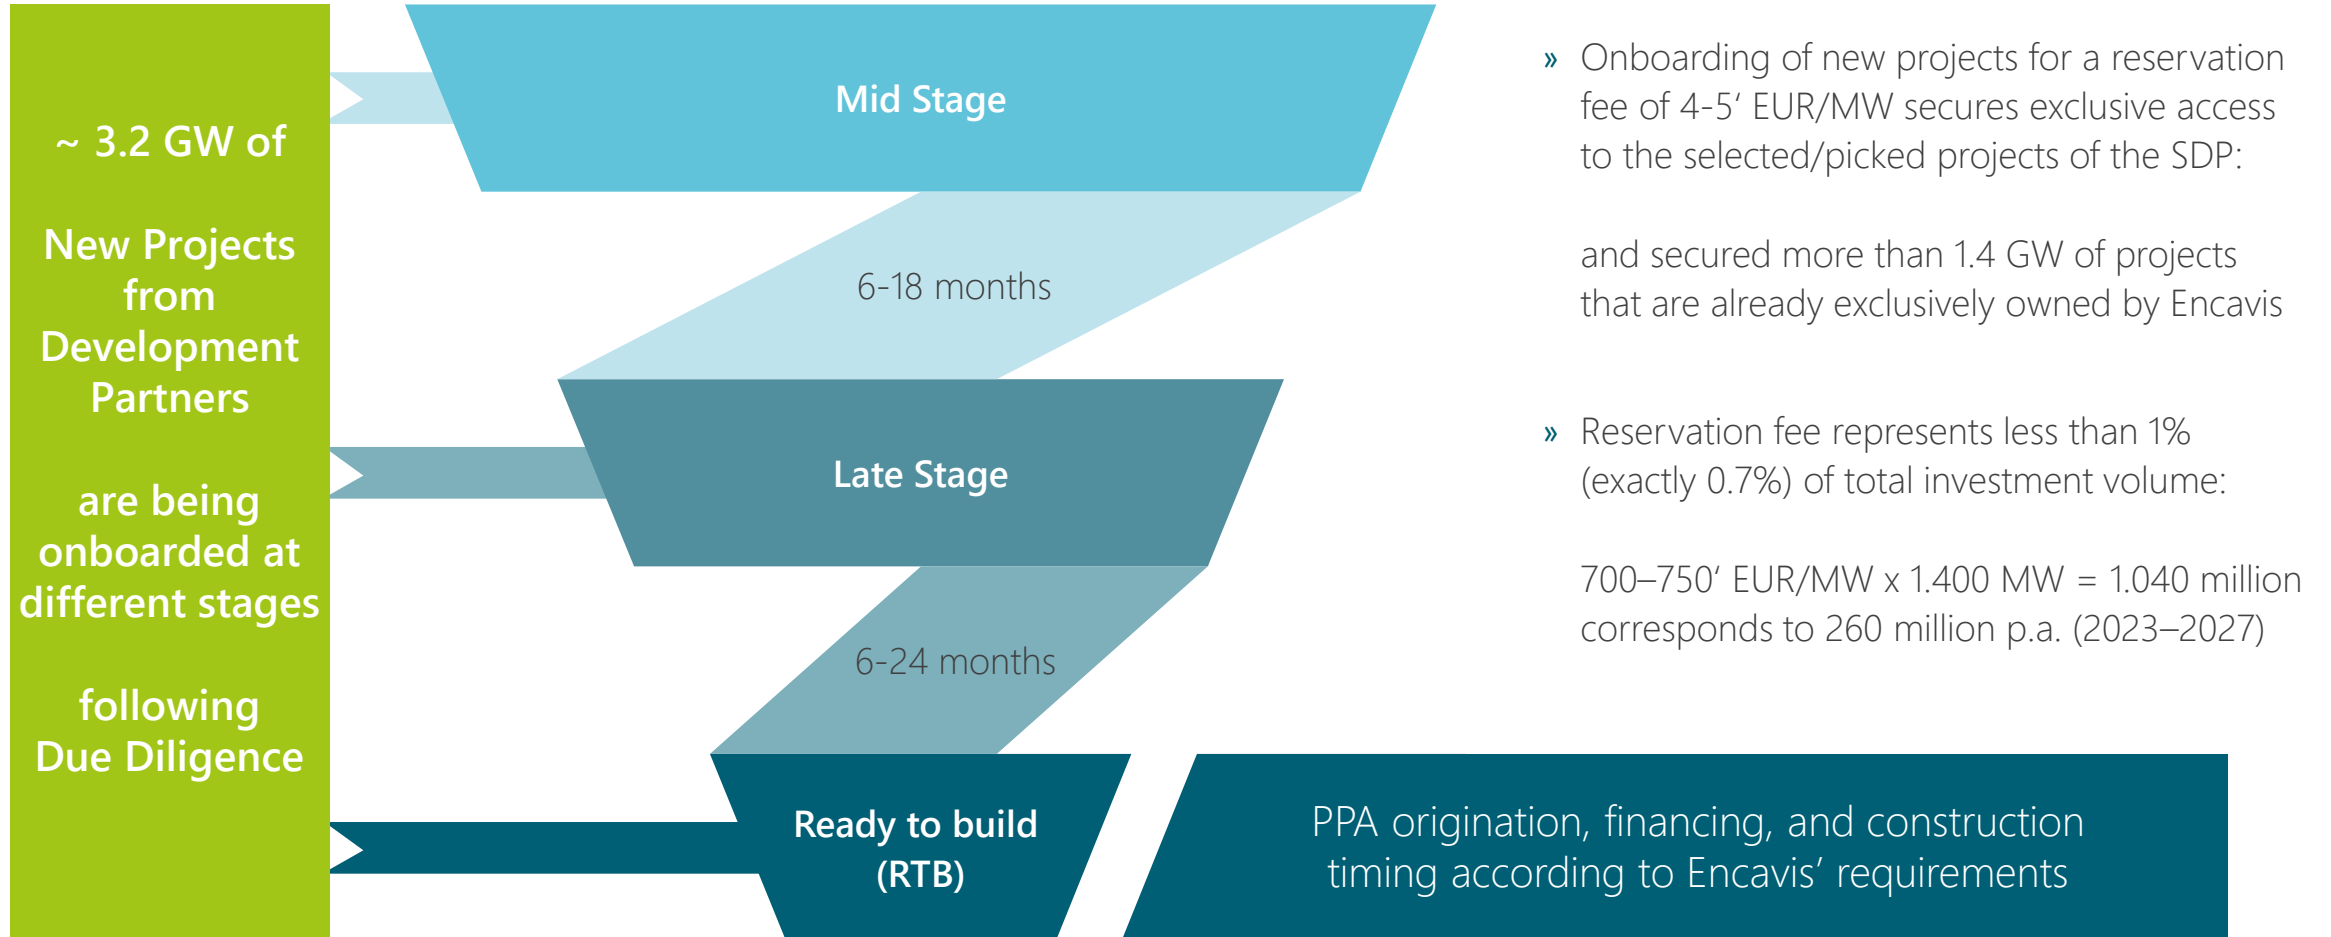 ~ 3.2 GW of
New Projects
from
Development
Partners
are being
onboarded at
different stages
following
Due Diligence
Mid Stage
6-18 months
Late Stage
6-24 months
Ready to build
(RTB)
» Onboarding of new projects for a reservation
fee of 4-5‘ EUR/MW secures exclusive access
to the selected/picked projects of the SDP:
and secured more than 1.4 GW of projects
that are already exclusively owned by Encavis
» Reservation fee represents less than 1%
(exactly 0.7%) of total investment volume:
700–750‘ EUR/MW x 1.400 MW = 1.040 million
corresponds to 260 million p.a. (2023–2027)
PPA origination, financing, and construction
timing according to Encavis’ requirements